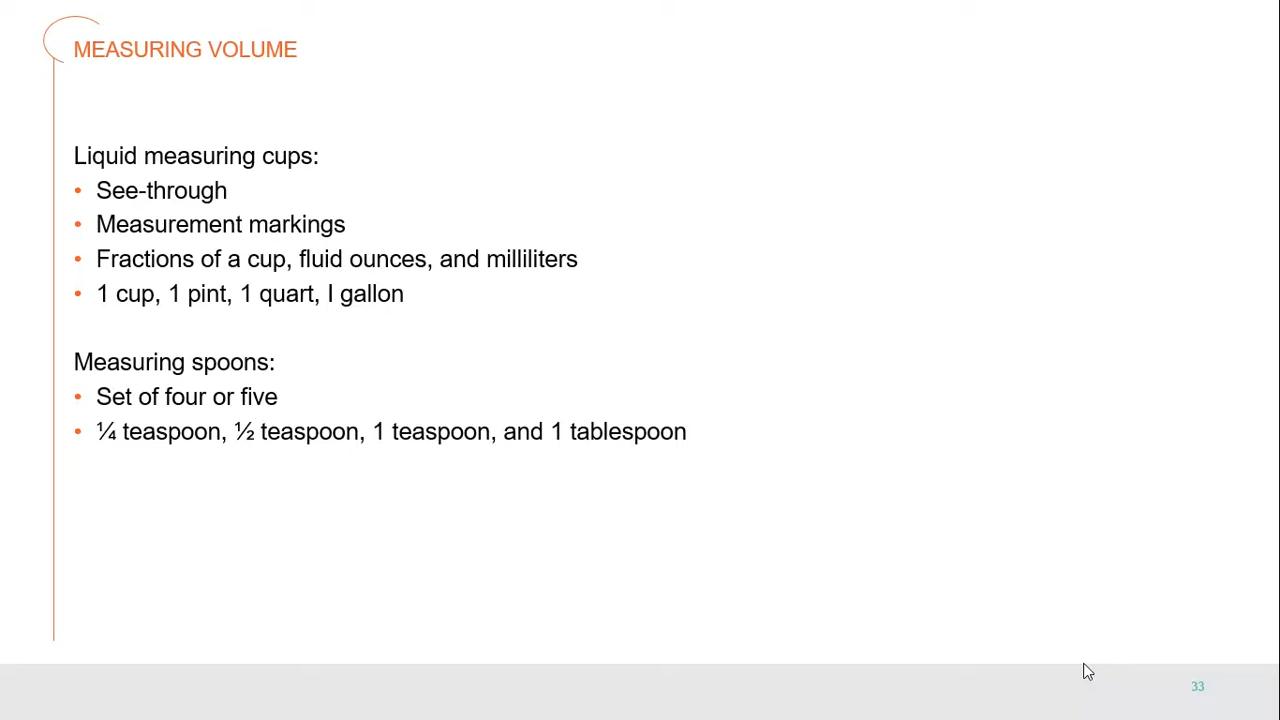 MEASURING VOLUME
Liquid measuring cups:
• See-through
• Measurement markings
• Fractions of a cup, fluid ounces, and milliliters
• 1 cup, 1 pint, 1 quart, I gallon
Measuring spoons:
• Set of four or five
• ¼ teaspoon, ½ teaspoon, 1 teaspoon, and 1 tablespoon
33